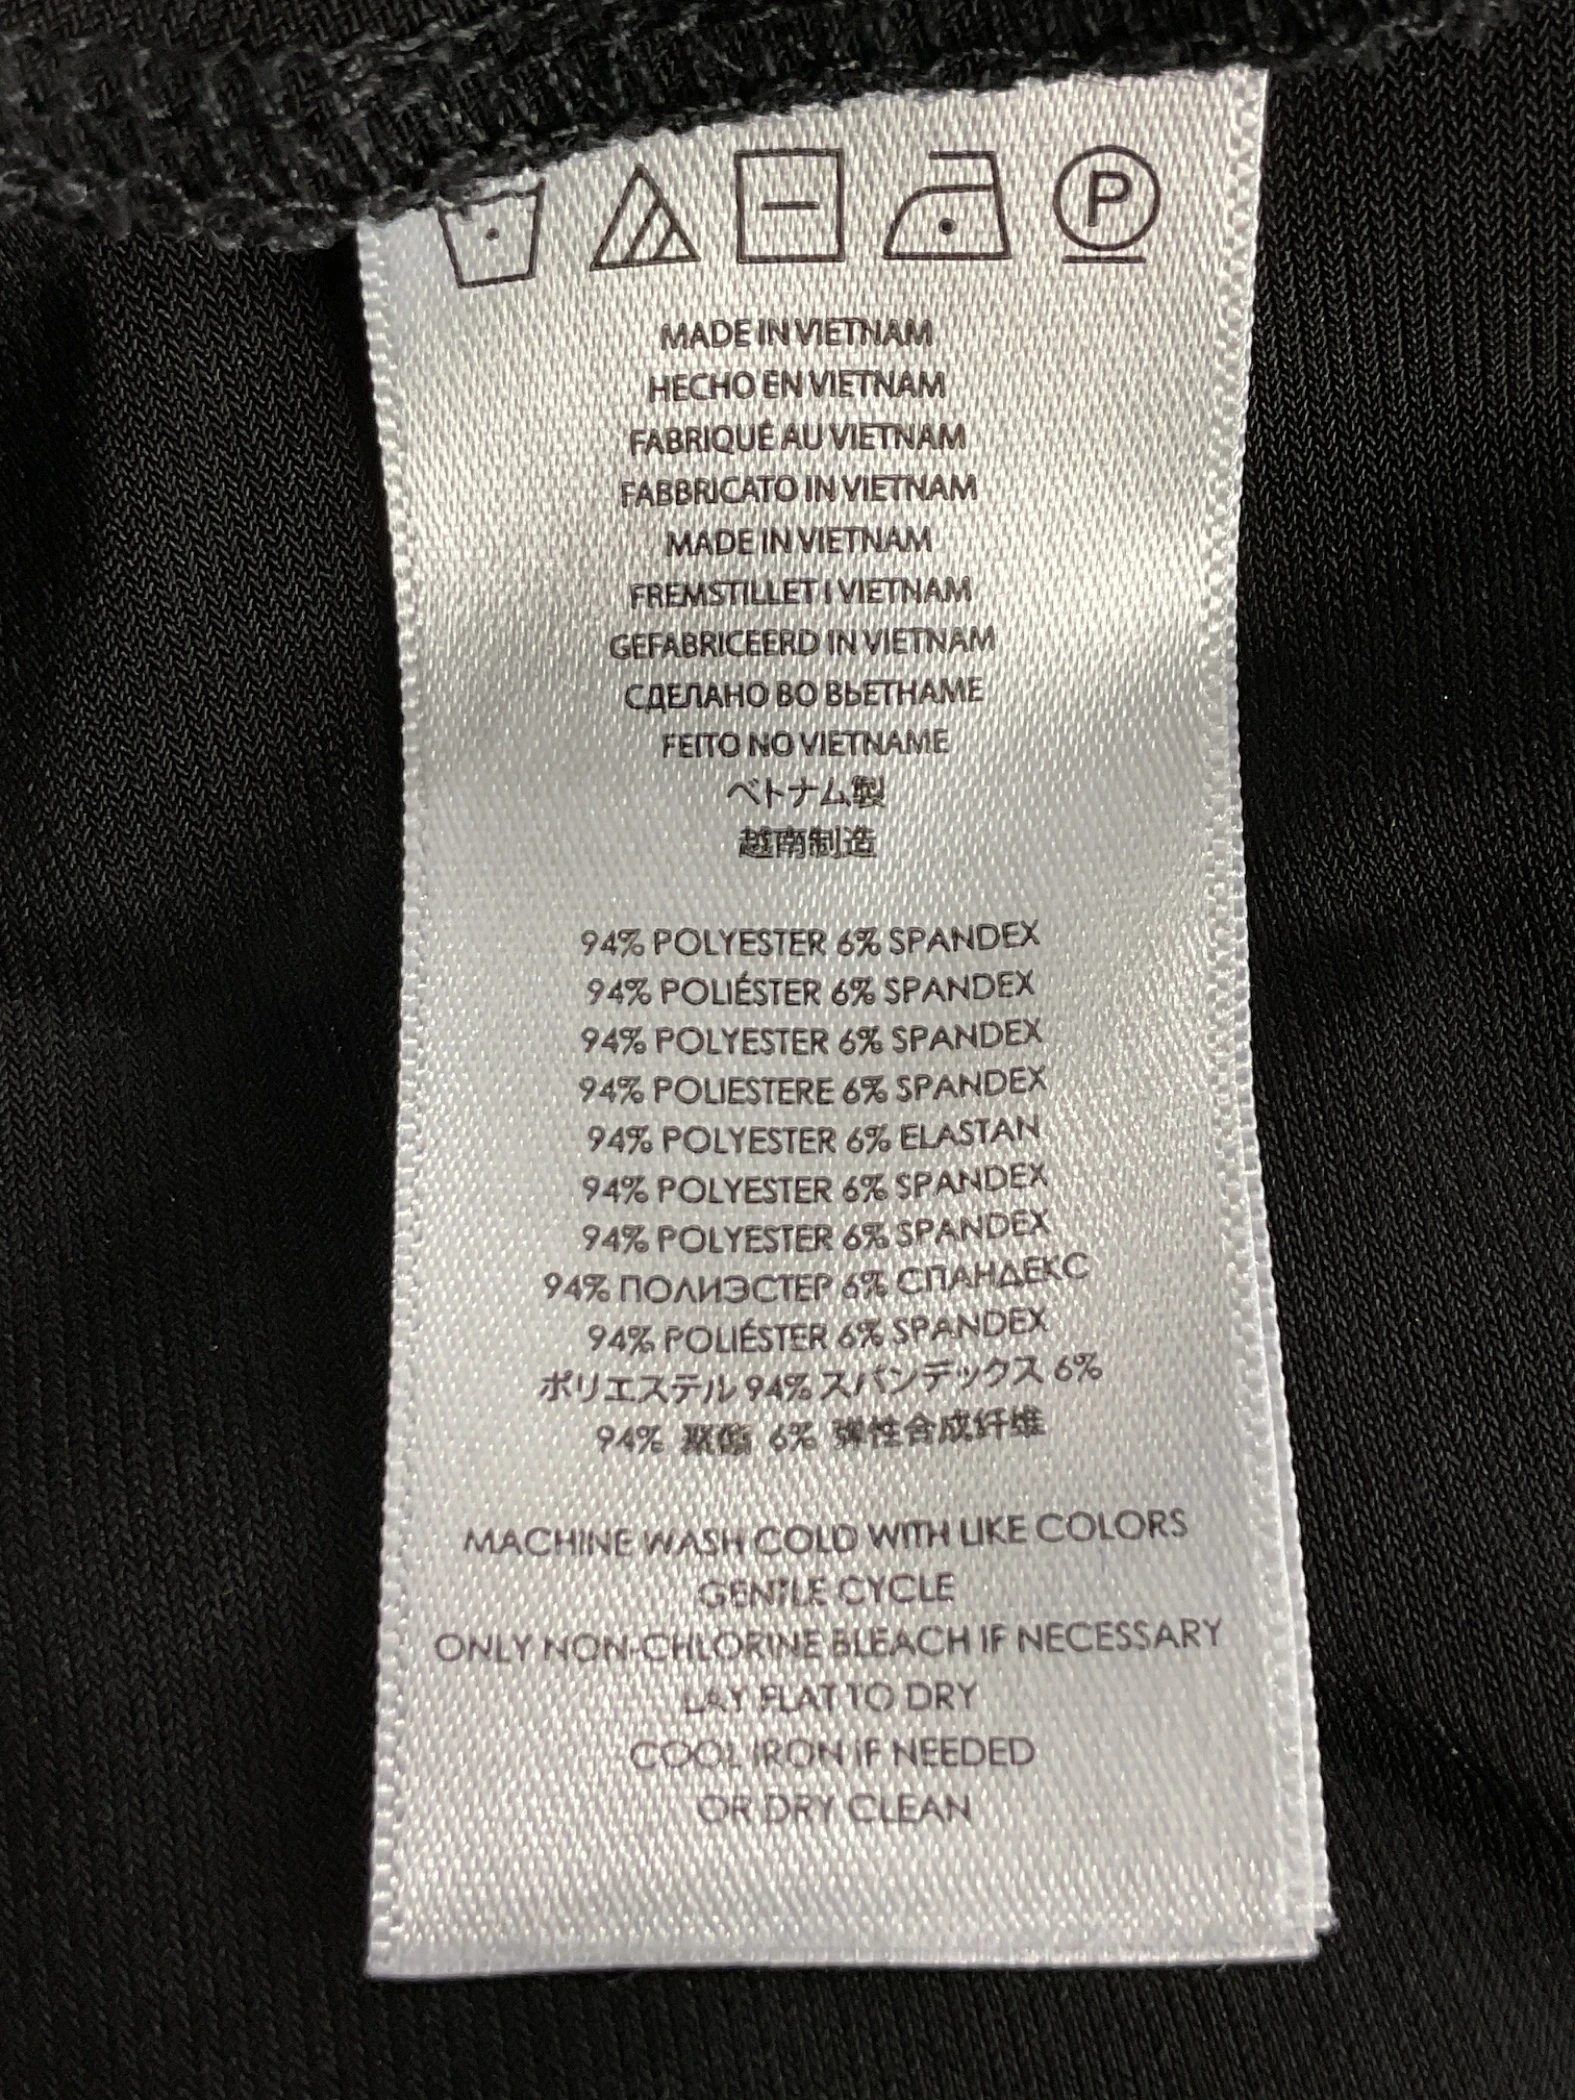 P
MADE IN VIETNAM
HECHO EN VIETNAM
FABRIQUÉ AU VIETNAM
FABBRICATO IN VIETNAM
MADE IN VIETNAM
FREMSTILLET I VIETNAM
GEFABRICEERD IN VIETNAM
СДЕЛАНО ВО ВЬЕТНАМЕ
FEITO NO VIETNAME
ベトナム製
越南制造
94% POLYESTER 6% SPANDEX
94% POLIÉSTER 6% SPANDEX
94% POLYESTER 6% SPANDEX
94% POLIESTERE 6% SPANDEX
94% POLYESTER 6% ELASTAN
94% POLYESTER 6% SPANDEX
94% POLYESTER 6% SPANDEX
94% ПОЛИЭСТЕР 6% СПАНДЕКС
94% POLIÉSTER 6% SPANDEX
ポリエステル 94% スパンデックス 6%
94% 聚酯 6% 弹性合成纤维
MACHINE WASH COLD WITH LIKE COLORS
GENTLE CYCLE
ONLY NON-CHLORINE BLEACH IF NECESSARY
LAY FLAT TO DRY
COOL IRON IF NEEDED
OR DRY CLEAN